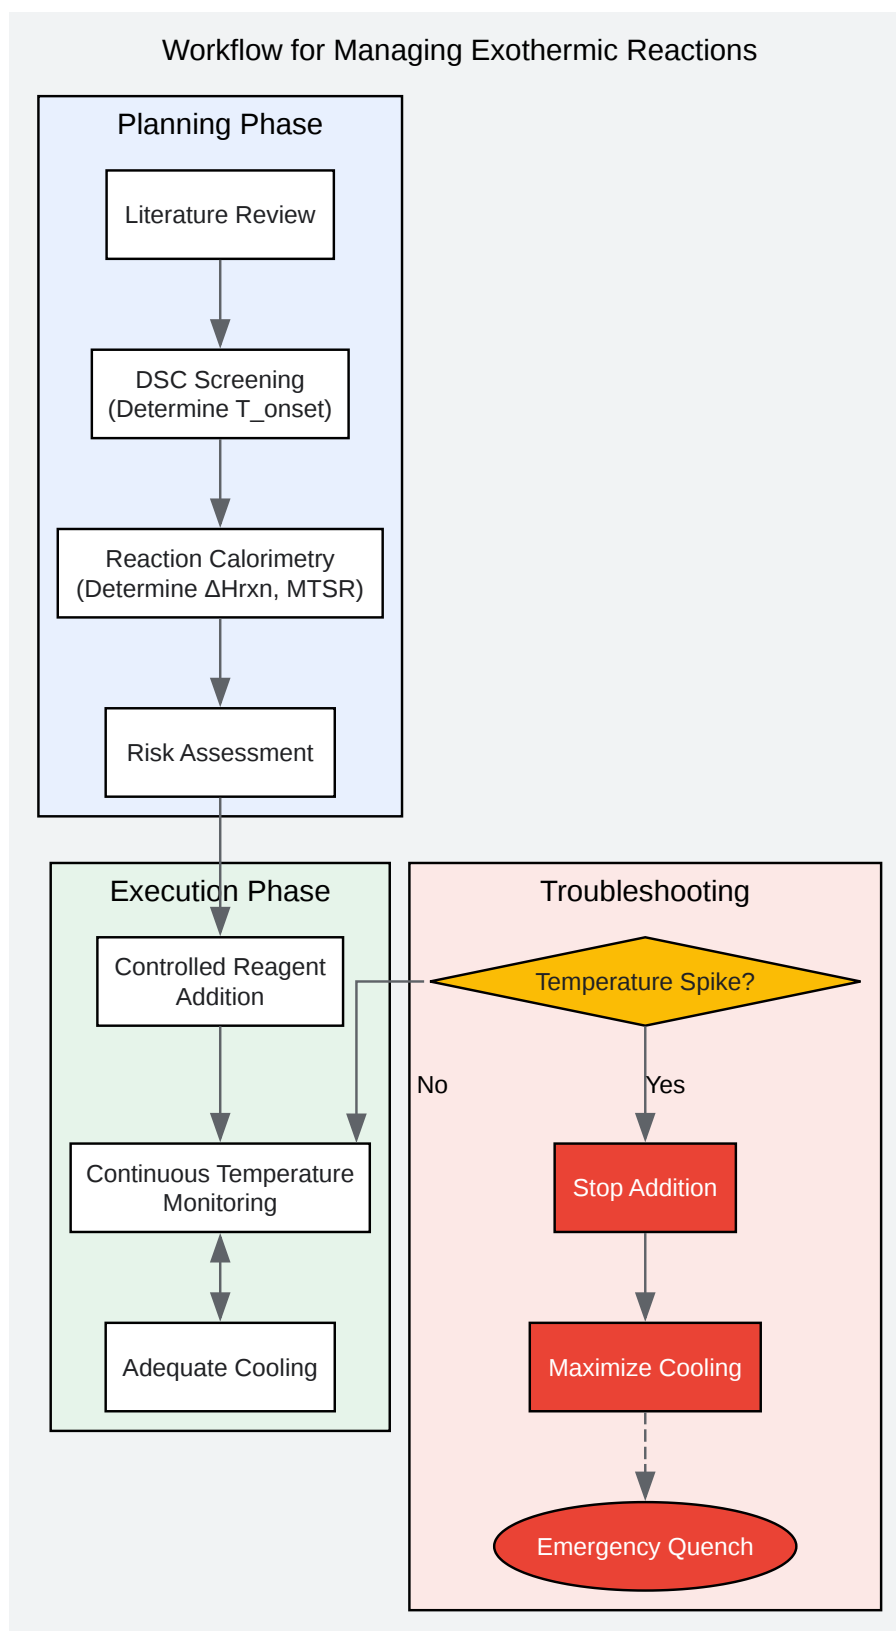 Workflow for Managing Exothermic Reactions
Planning Phase
Literature Review
DSC Screening
(Determine T_onset)
Reaction Calorimetry
(Determine ΔHrxn, MTSR)
Risk Assessment
Execution Phase
Controlled Reagent
Addition
Continuous Temperature
Monitoring
Adequate Cooling
Troubleshooting
Temperature Spike?
No
Yes
Stop Addition
Maximize Cooling
Emergency Quench